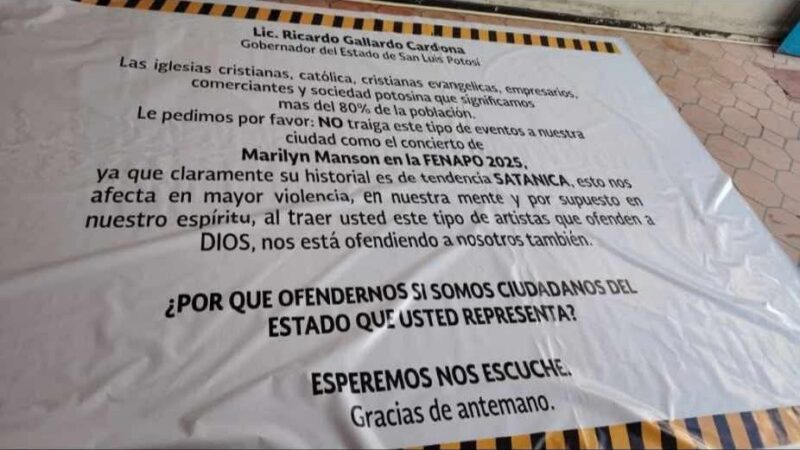 Lic. Ricardo Gallardo Cardona
Gobernador del Estado de San Luis Potosí
Las iglesias cristianas, católica, cristianas evangelicas, empresarios,
comerciantes y sociedad potosina que significamos
mas del 80% de la población.
Le pedimos por favor: NO traiga este tipo de eventos a nuestra
ciudad como el concierto de
Marilyn Manson en la FENAPO 2025,
ya que claramente su historial es de tendencia SATANICA, esto nos
afecta en mayor violencia, en nuestra mente y por supuesto en
nuestro espíritu, al traer usted este tipo de artistas que ofenden a
DIOS, nos está ofendiendo a nosotros también.
¿POR QUE OFENDERNOS SI SOMOS CIUDADANOS DEL
ESTADO QUE USTED REPRESENTA?
ESPEREMOS NOS ESCUCHE.
Gracias de antemano.